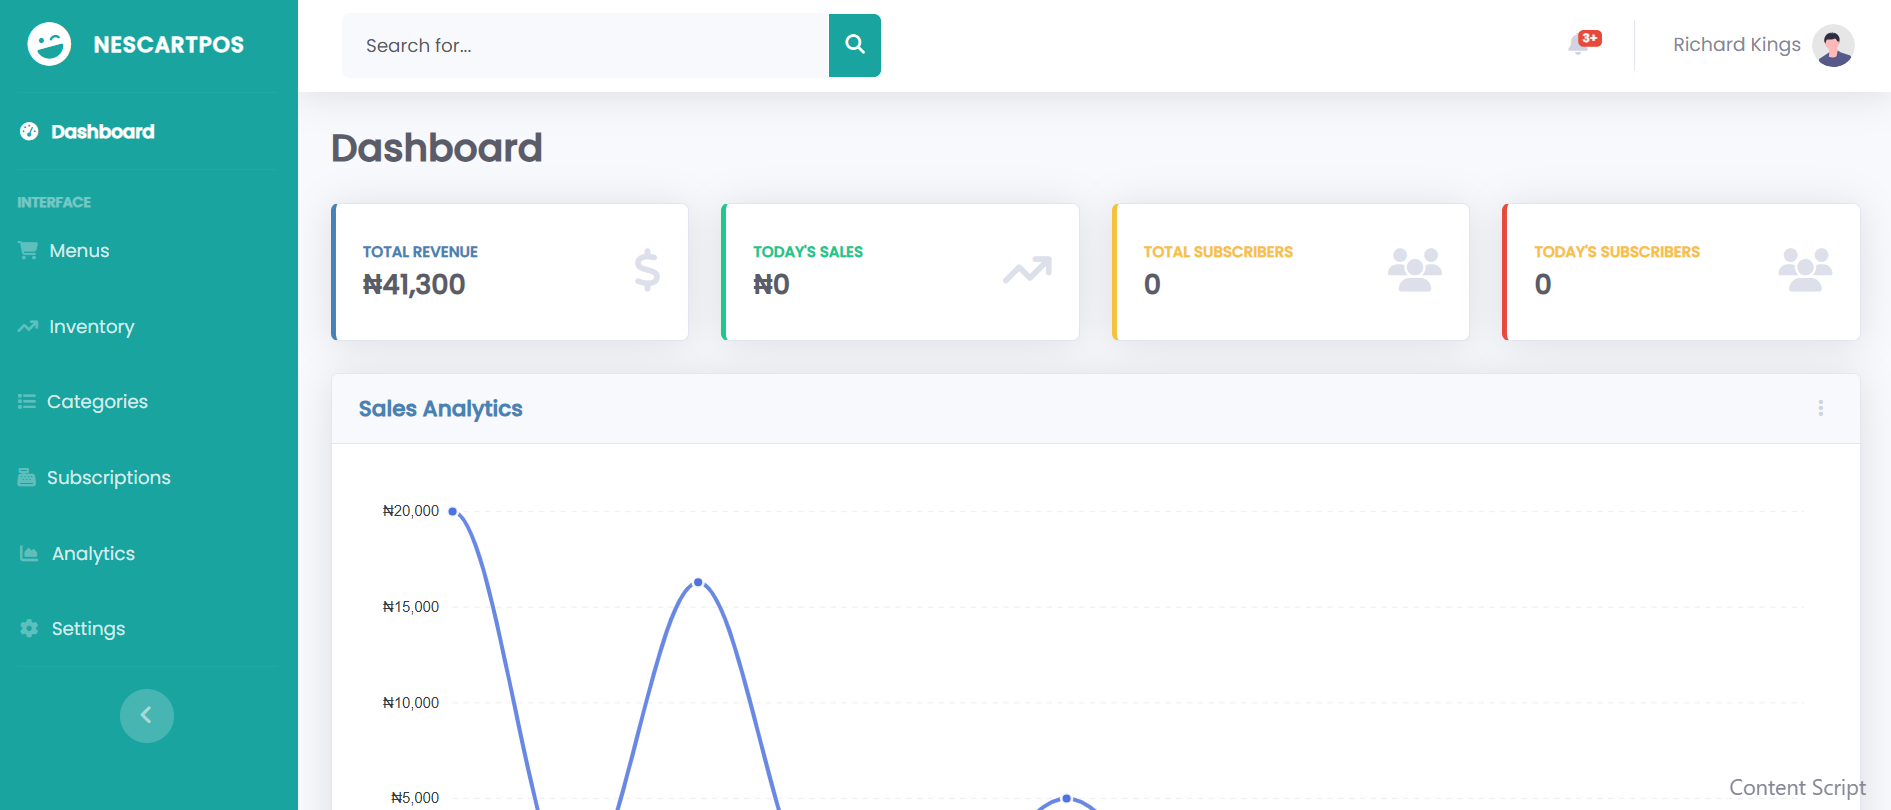 NESCARTPOS
Search for...
3+
Richard Kings
Dashboard
INTERFACE
Menus
Inventory
Categories
Subscriptions
Analytics
Settings
Dashboard
TOTAL REVENUE
₦41,300
TODAY'S SALES
₦0
TOTAL SUBSCRIBERS
0
TODAY'S SUBSCRIBERS
0
Sales Analytics
₦20,000
₦15,000
₦10,000
₦5,000
Content Script